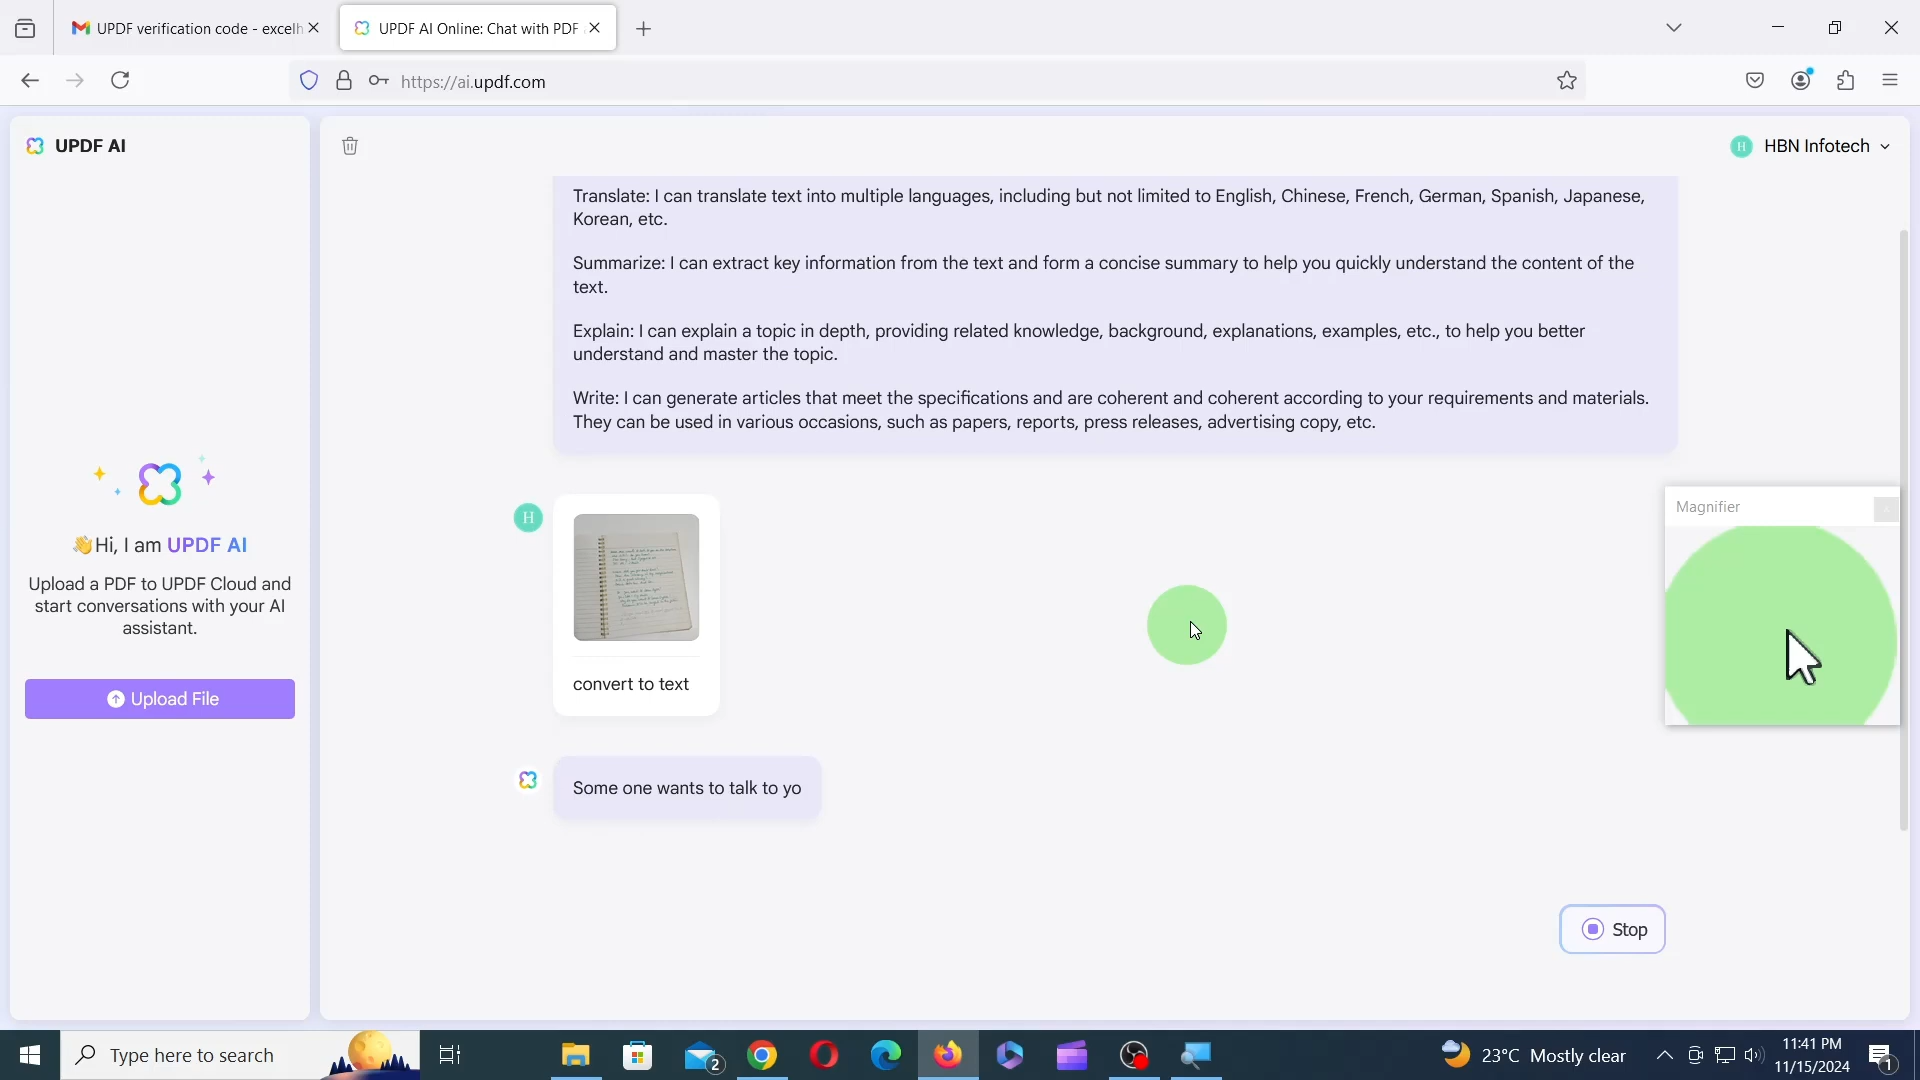 UPDF verification code - excelh
UPDF AI Online: Chat with PDF
https://ai.updf.com
UPDF AI
H HBN Infotech
Translate: I can translate text into multiple languages, including but not limited to English, Chinese, French, German, Spanish, Japanese,
Korean, etc.
Summarize: I can extract key information from the text and form a concise summary to help you quickly understand the content of the
text.
Explain: I can explain a topic in depth, providing related knowledge, background, explanations, examples, etc., to help you better
understand and master the topic.
Write: I can generate articles that meet the specifications and are coherent and coherent according to your requirements and materials.
They can be used in various occasions, such as papers, reports, press releases, advertising copy, etc.
👋Hi, I am UPDF AI
Upload a PDF to UPDF Cloud and
start conversations with your AI
assistant.
Upload File
H
convert to text
Some one wants to talk to yo
Magnifier
Stop
Type here to search
2
23°C Mostly clear
11:41 PM
11/15/2024
1